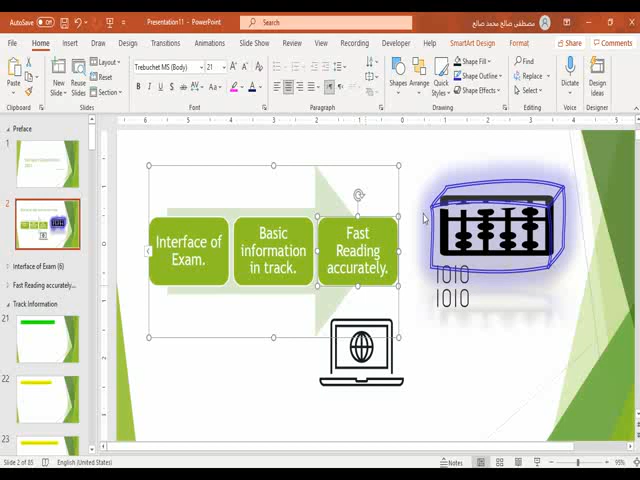 AutoSave Off
Presentation11 - PowerPoint
Search
مصطفى صالح محمد صالح
File Home Insert Draw Design Transitions Animations Slide Show Review View Recording Developer Help SmartArt Design Format Share Comments
Paste
New Slide
Reuse Slides
Layout
Reset
Section
Trebuchet MS (Body) 21
Shapes Arrange Quick Styles
Shape Fill
Shape Outline
Shape Effects
Find
Replace
Select
Dictate
Design Ideas
Clipboard Slides Font Paragraph Drawing Editing Voice Designer
Preface
1
2
Interface of Exam (6)
Fast Reading accurately...
Track Information
21
22
23
Interface of Exam.
Basic information in track.
Fast Reading accurately.
1010
1010
Slide 2 of 85
English (United States)
Notes
95%